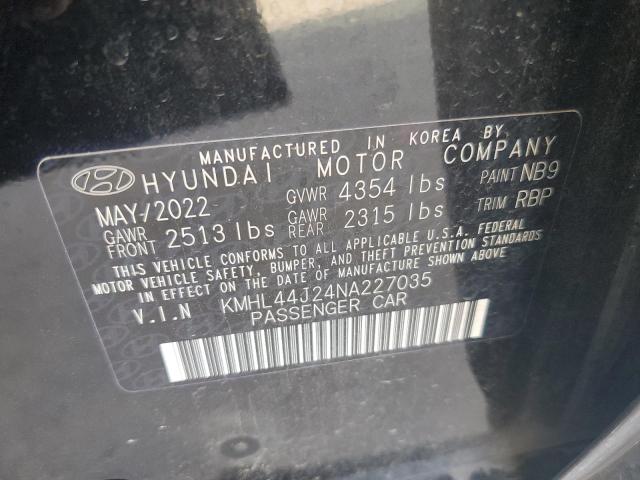 MANUFACTURED IN KOREA BY
HYUNDAI MOTOR COMPANY
MAY/2022 GVWR 4354 lbs PAINT NB9
GAWR FRONT 2513 lbs GAWR REAR 2315 lbs TRIM RBP
THIS VEHICLE CONFORMS TO ALL APPLICABLE U.S.A. FEDERAL
MOTOR VEHICLE SAFETY, BUMPER, AND THEFT PREVENTION STANDARDS
IN EFFECT ON THE DATE OF MANUFACTURE SHOWN ABOVE
V.I.N KMHL44J24NA227035
PASSENGER CAR